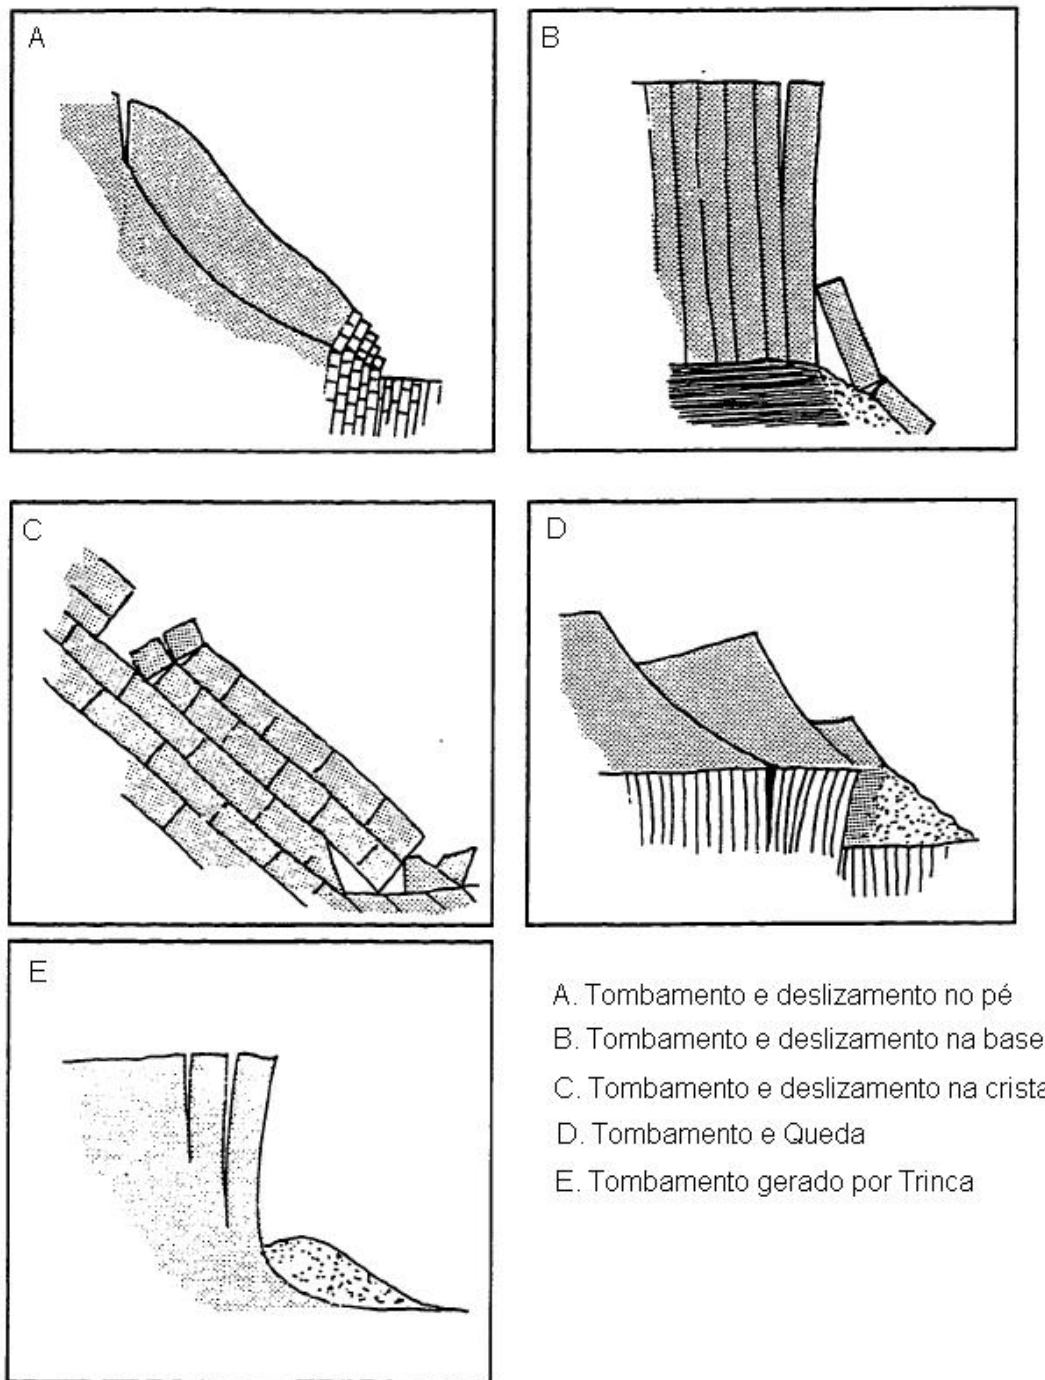 A
B
C
D
E
A. Tombamento e deslizamento no pé
B. Tombamento e deslizamento na base
C. Tombamento e deslizamento na crista
D. Tombamento e Queda
E. Tombamento gerado por Trinca